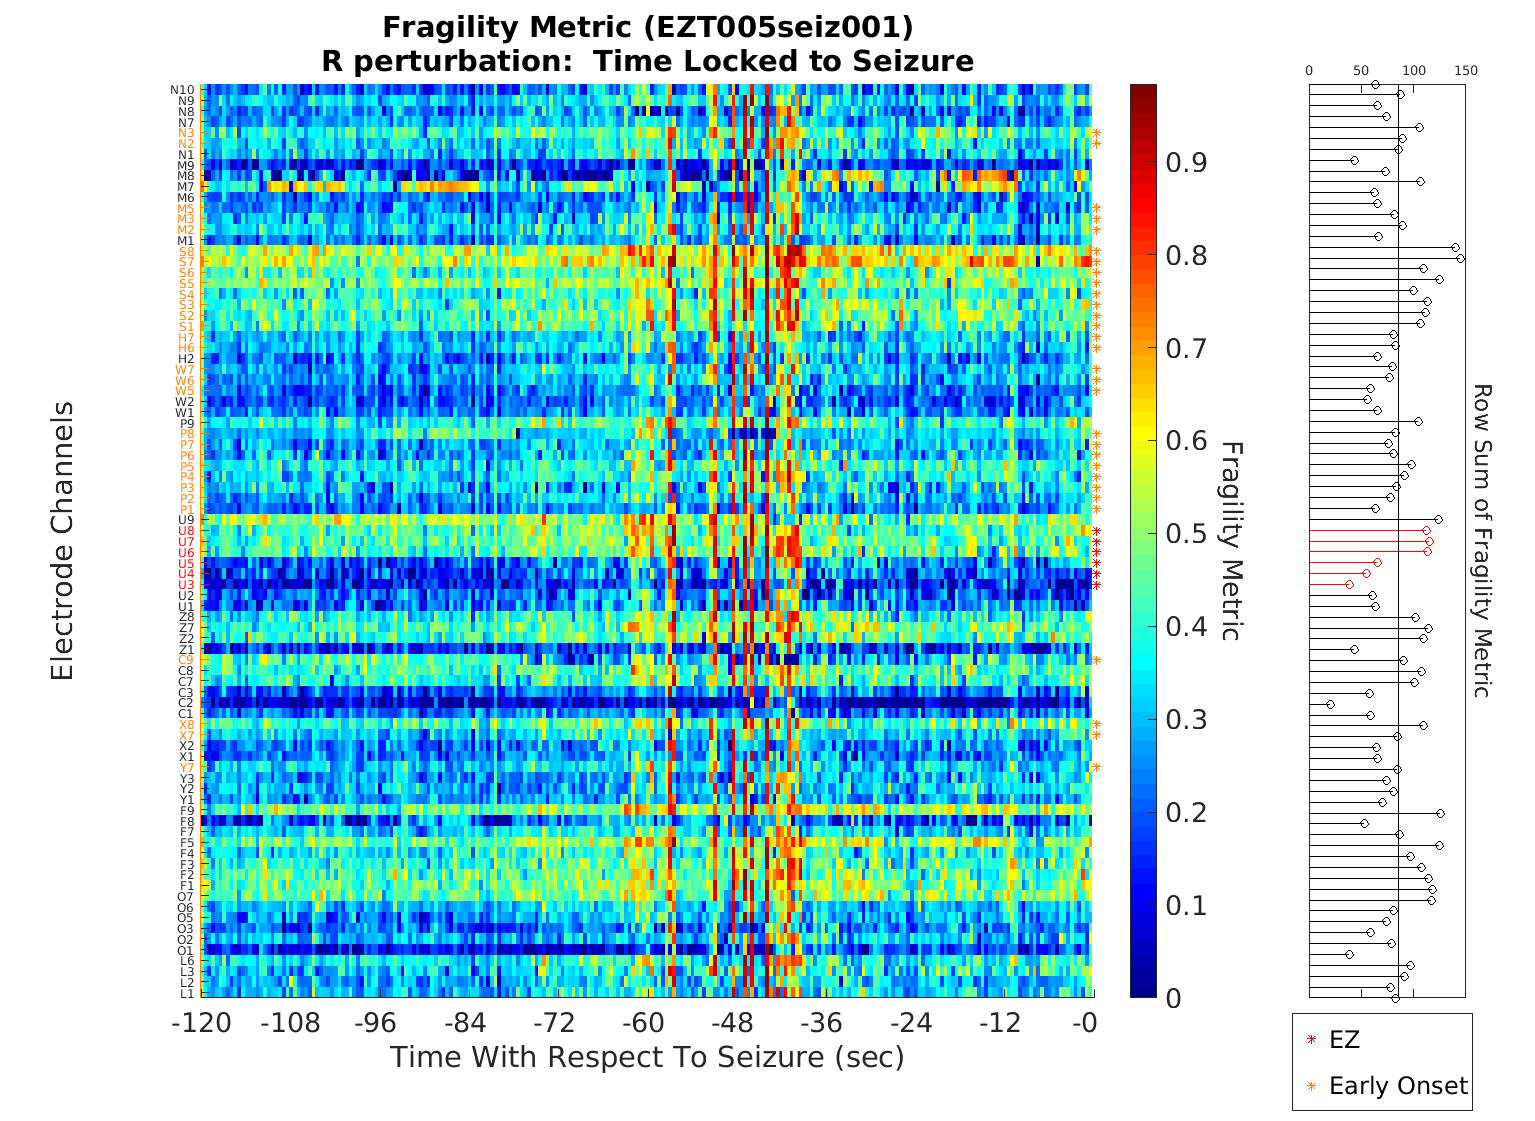 Fragility Metric (EZT005seiz001)
R perturbation:  Time Locked to Seizure
0 50 100 150
N10
N9
N8
N7
N3
N2
N1
M9
M8
M7
M6
M5
M3
M2
M1
S8
S7
S6
S5
S4
S3
S2
S1
H7
H6
H2
W7
W6
W5
W2
W1
P9
P8
P7
P6
P5
P4
P3
P2
P1
U9
U8
U7
U6
U5
U4
U3
U2
U1
Z8
Z7
Z2
Z1
C9
C8
C7
C3
C2
C1
X8
X7
X2
X1
Y7
Y3
Y2
Y1
F9
F8
F7
F5
F4
F3
F2
F1
O7
O6
O5
O3
O2
O1
L6
L3
L2
L1
Electrode Channels
-120 -108 -96 -84 -72 -60 -48 -36 -24 -12 -0
Time With Respect To Seizure (sec)
0.9
0.8
0.7
0.6
0.5
0.4
0.3
0.2
0.1
0
Fragility Metric
Row Sum of Fragility Metric
EZ
Early Onset